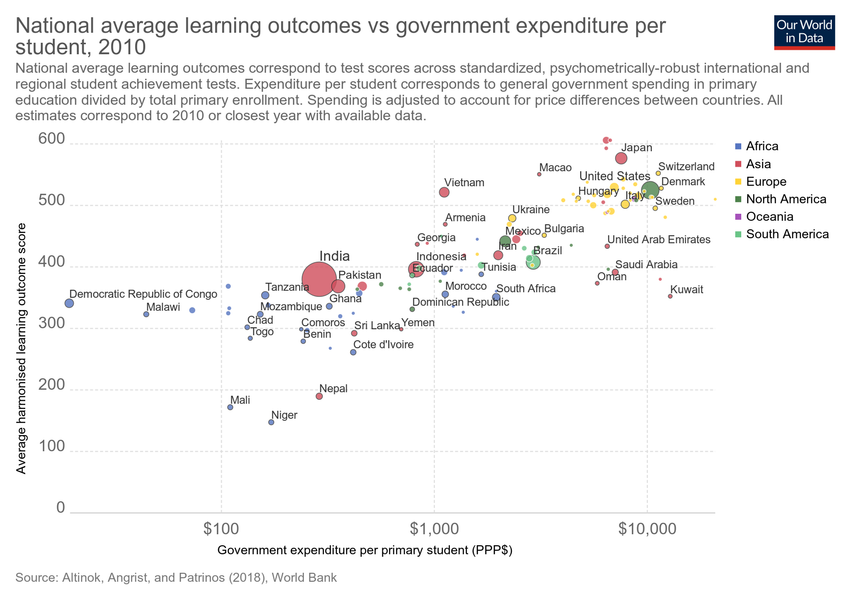 National average learning outcomes vs government expenditure per
student, 2010
Our World
in Data
National average learning outcomes correspond to test scores across standardized, psychometrically-robust international and
regional student achievement tests. Expenditure per student corresponds to general government spending in primary
education divided by total primary enrollment. Spending is adjusted to account for price differences between countries. All
estimates correspond to 2010 or closest year with available data.
600
Japan
Africa
Macao
Switzerland
Asia
Vietnam
United States
Denmark
Europe
500
Hungary
Italy
Sweden
North America
Armenia
Ukraine
Oceania
Georgia
Mexico
Bulgaria
South America
United Arab Emirates
India
Indonesia
Iran
Brazil
400
Pakistan
Ecuador
Tunisia
Saudi Arabia
Oman
Democratic Republic of Congo
Tanzania
Morocco
South Africa
Kuwait
Malawi
Mozambique
Ghana
Dominican Republic
300
Chad
Comoros
Sri Lanka
Yemen
Togo
Benin
Cote d'Ivoire
200
Nepal
Mali
Niger
100
0
Average harmonised learning outcome score
$100
$1,000
$10,000
Government expenditure per primary student (PPP$)
Source: Altinok, Angrist, and Patrinos (2018), World Bank